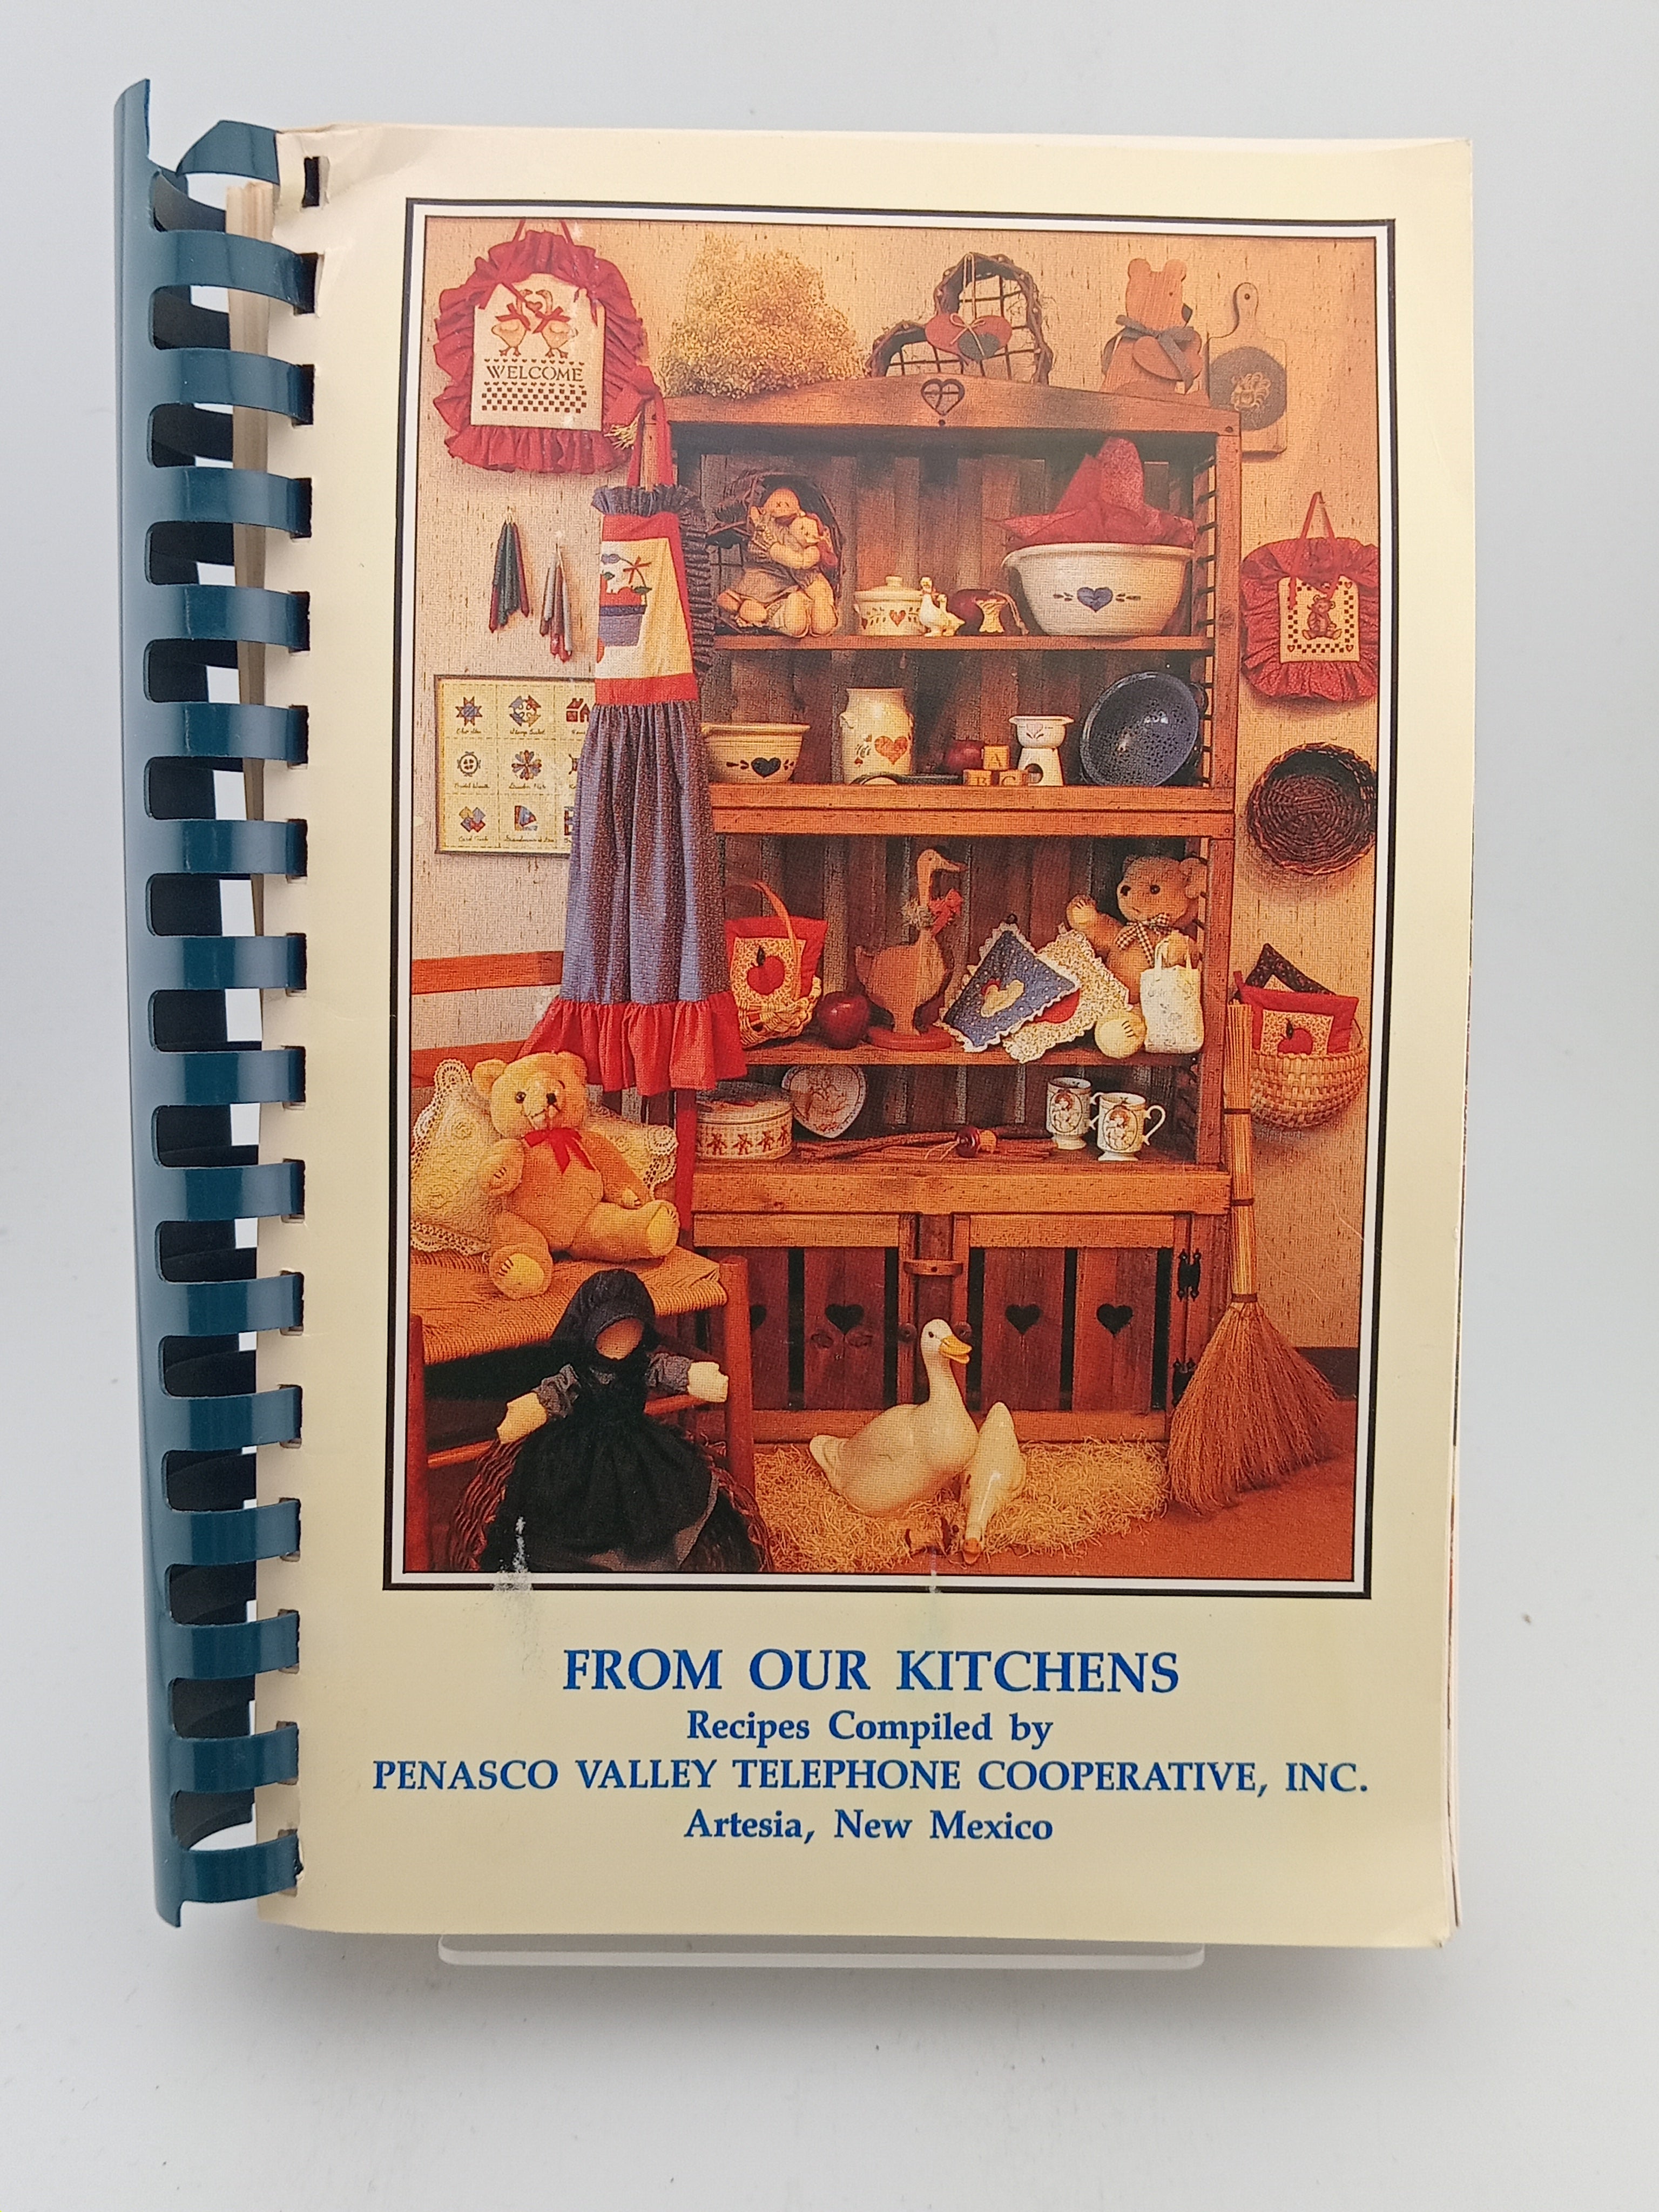 WELCOME
A
B C
FROM OUR KITCHENS
Recipes Compiled by
PENASCO VALLEY TELEPHONE COOPERATIVE, INC.
Artesia, New Mexico